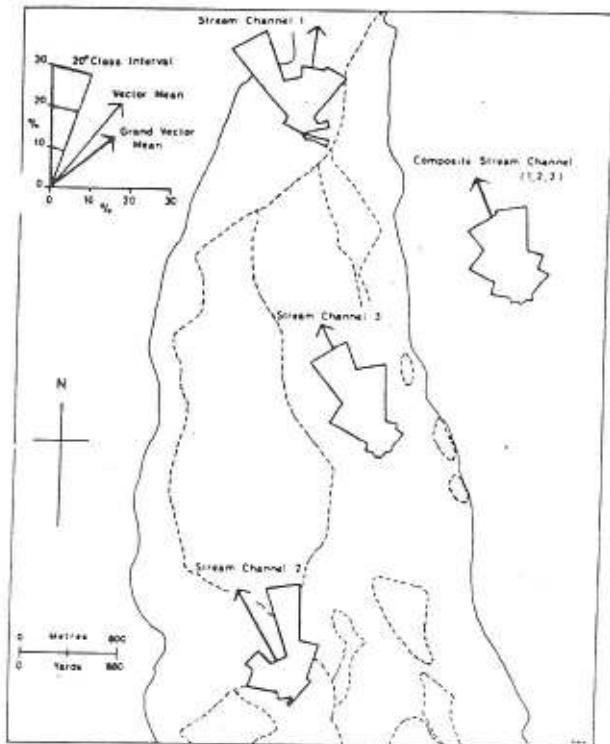 Stream Channel 1
30
20° Class Interval
20
Vector Mean
%
10
Grand Vector
Mean
0
0 10 20 30
%
Composite Stream Channel
(1,2,3)
Stream Channel 3
N
Stream Channel 2
0 Metres 800
0 Yards 880